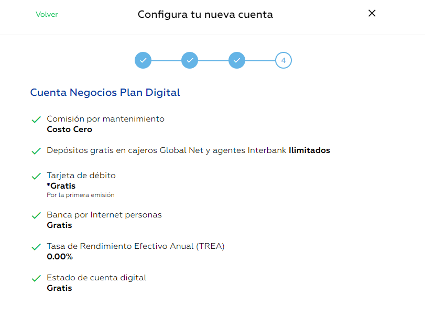 Volver
Configura tu nueva cuenta
4
Cuenta Negocios Plan Digital
Comisión por mantenimiento
Costo Cero
Depósitos gratis en cajeros Global Net y agentes Interbank Ilimitados
Tarjeta de débito
*Gratis
Por la primera emisión
Banca por Internet personas
Gratis
Tasa de Rendimiento Efectivo Anual (TREA)
0.00%
Estado de cuenta digital
Gratis